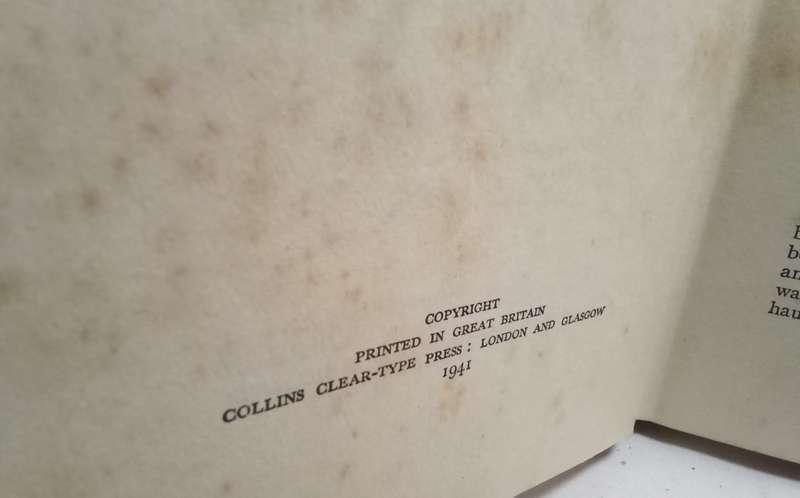 COPYRIGHT
PRINTED IN GREAT BRITAIN
COLLINS CLEAR-TYPE PRESS : LONDON AND GLASGOW
1941